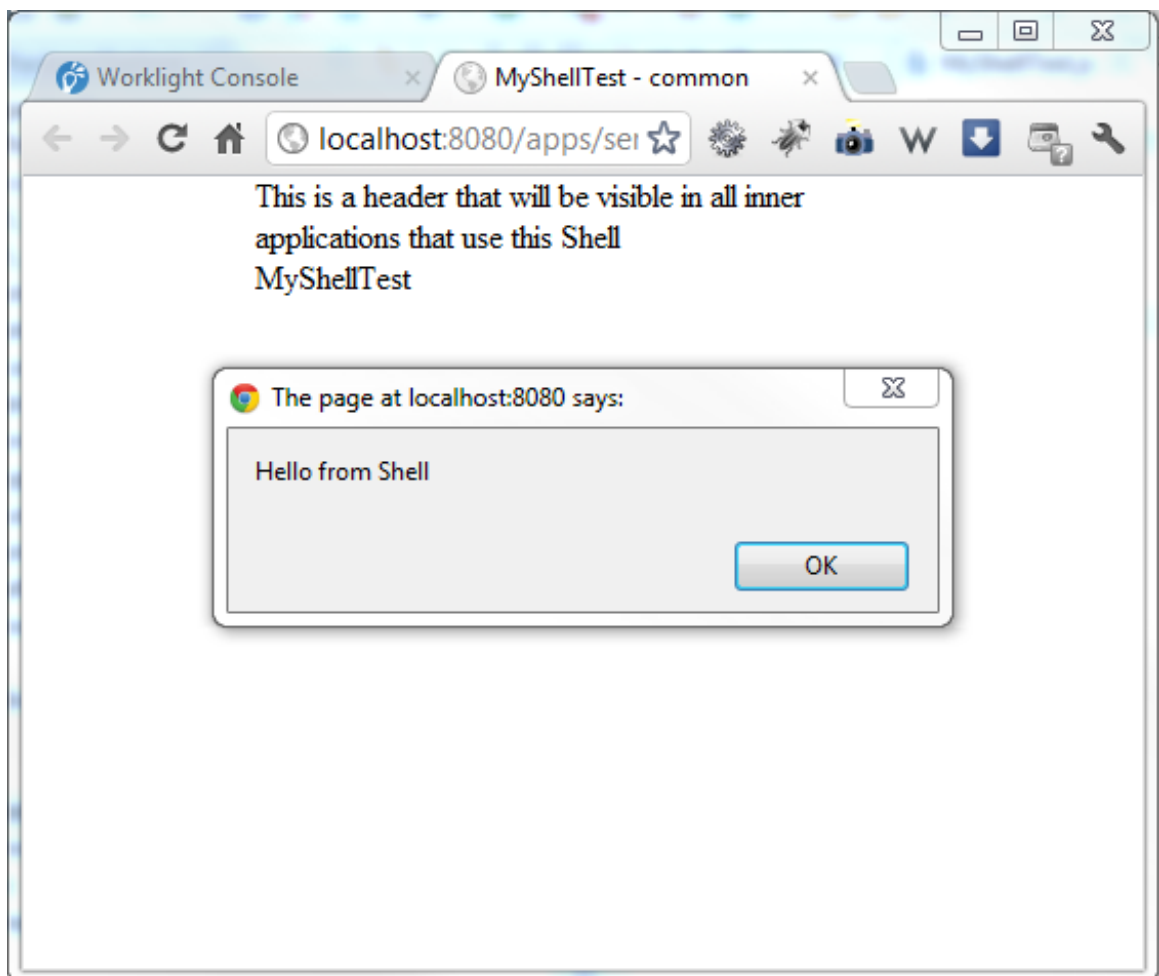 Worklight Console
MyShellTest - common
localhost:8080/apps/ser
W
This is a header that will be visible in all inner
applications that use this Shell
MyShellTest
The page at localhost:8080 says:
Hello from Shell
OK